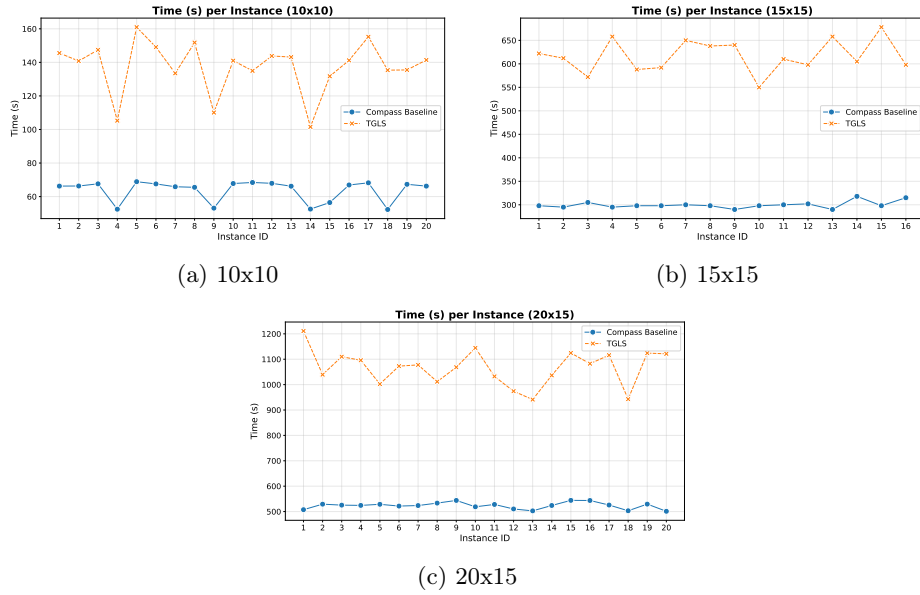 Time (s) per Instance (10x10)
160
140
120
100
80
60
Time (s)
Compass Baseline
TGLS
1 2 3 4 5 6 7 8 9 10 11 12 13 14 15 16 17 18 19 20
Instance ID
(a) 10x10
Time (s) per Instance (15x15)
650
600
550
500
450
400
350
300
Time (s)
Compass Baseline
TGLS
1 2 3 4 5 6 7 8 9 10 11 12 13 14 15 16
Instance ID
(b) 15x15
Time (s) per Instance (20x15)
1200
1100
1000
900
800
700
600
500
Time (s)
Compass Baseline
TGLS
1 2 3 4 5 6 7 8 9 10 11 12 13 14 15 16 17 18 19 20
Instance ID
(c) 20x15